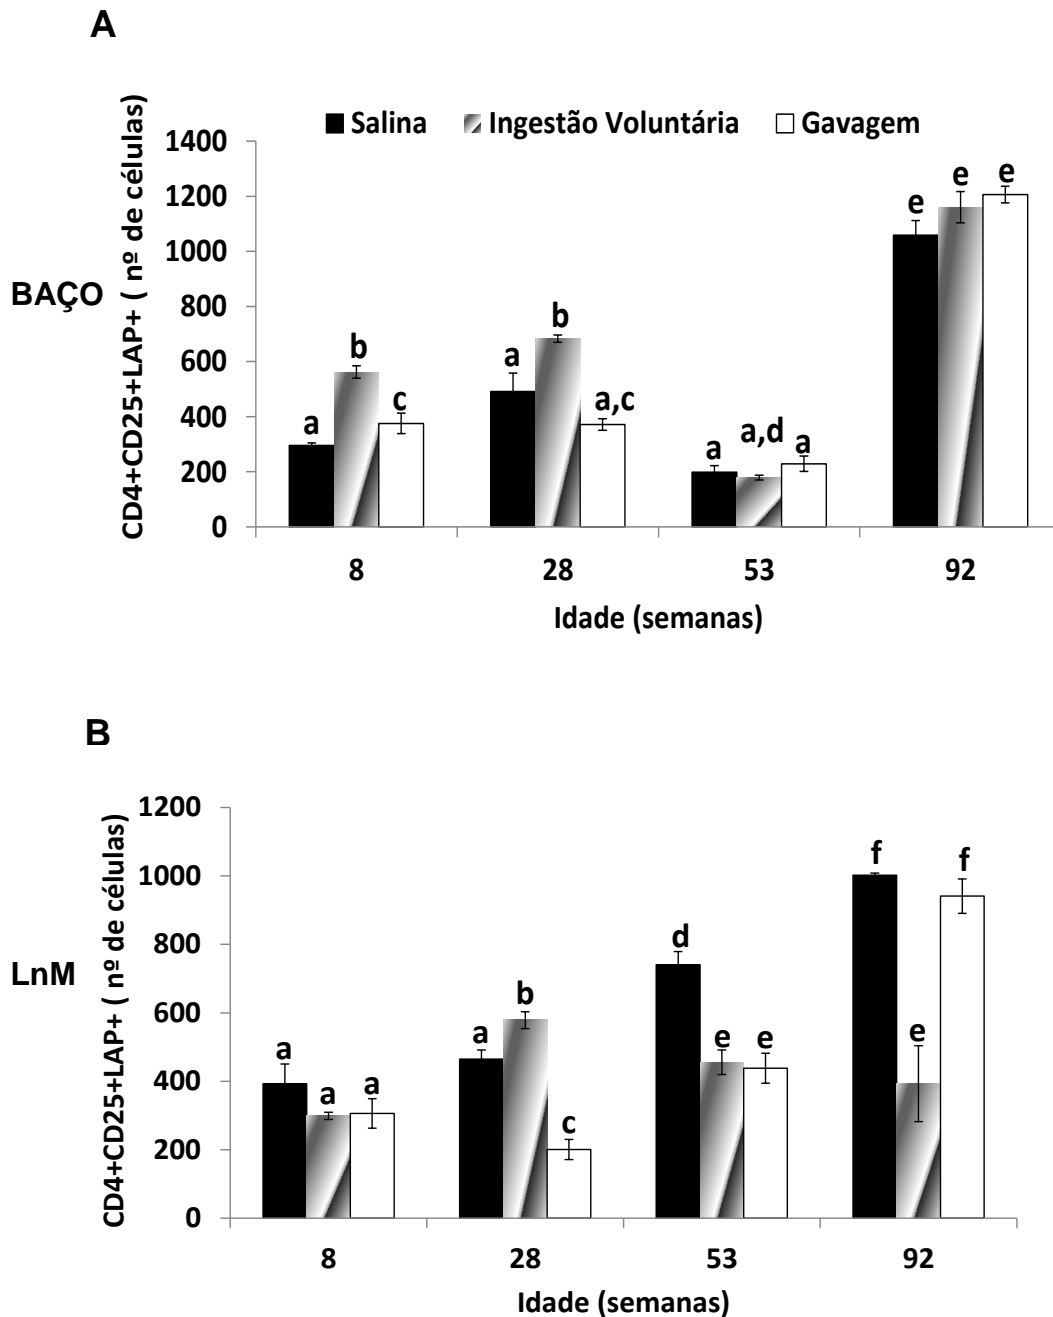 A
Salina Ingestão Voluntária Gavagem
CD4+CD25+LAP+ ( nº de células)
1400
1200
1000
800
600
400
200
0
BAÇO
a b c
a b a,c
a a,d a
e e e
8 28 53 92
Idade (semanas)
B
CD4+CD25+LAP+ ( nº de células)
1200
1000
800
600
400
200
0
LnM
a a a
a b c
d e e
f e f
8 28 53 92
Idade (semanas)